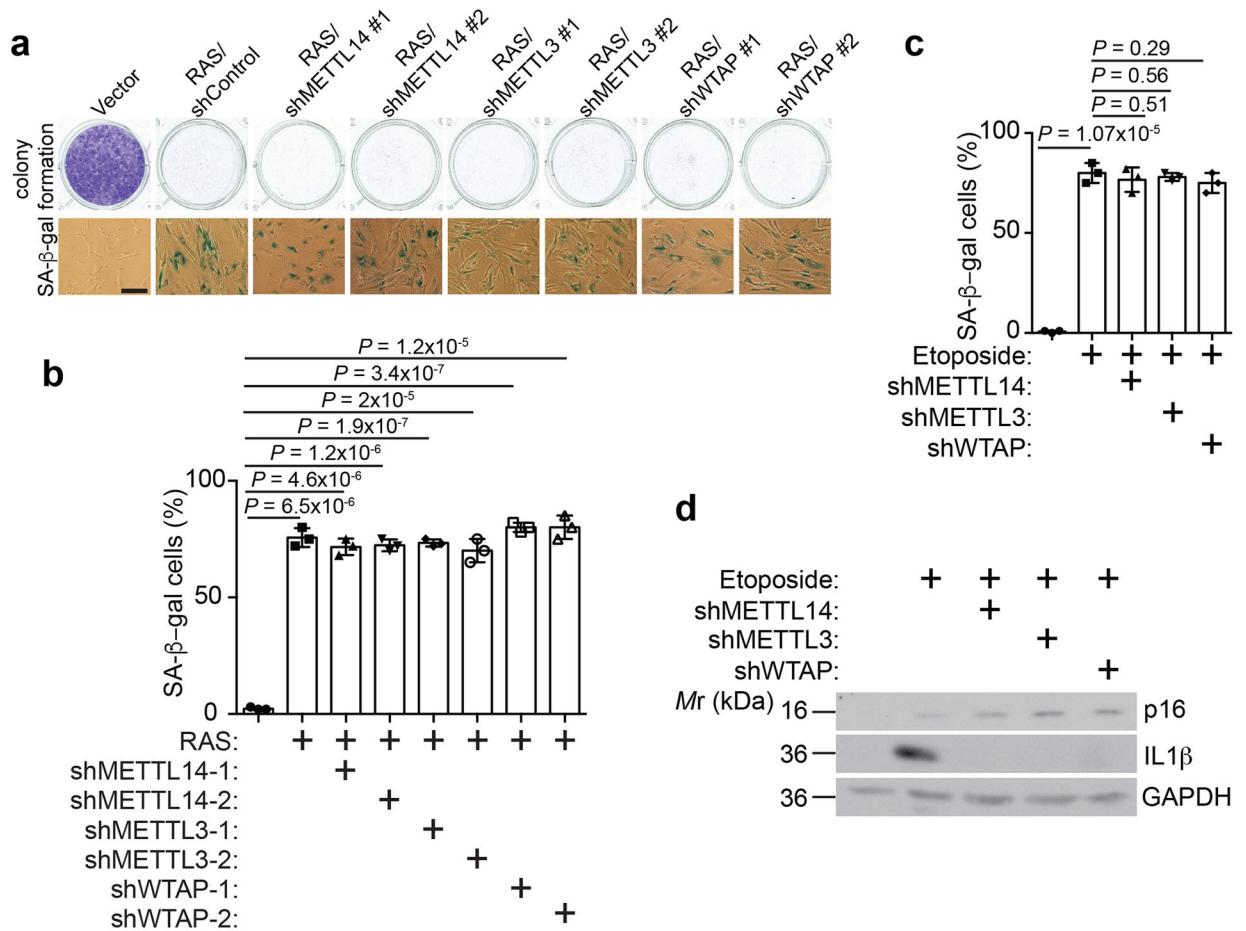 a
Vector
RAS/
shControl
RAS/
shMETTL14 #1
RAS/
shMETTL14 #2
RAS/
shMETTL3 #1
RAS/
shMETTL3 #2
RAS/
shWTAP #1
RAS/
shWTAP #2
colony
formation
SA-β-gal
b
P = 1.2x10-5
P = 3.4x10-7
P = 2x10-5
P = 1.9x10-7
P = 1.2x10-6
P = 4.6x10-6
P = 6.5x10-6
SA-β-gal cells (%)
100
50
0
RAS: + + + + + + +
shMETTL14-1: +
shMETTL14-2: +
shMETTL3-1: +
shMETTL3-2: +
shWTAP-1: +
shWTAP-2: +
c
P = 0.29
P = 0.56
P = 0.51
P = 1.07x10-5
SA-β-gal cells (%)
100
50
0
Etoposide: + + + +
shMETTL14: +
shMETTL3: +
shWTAP: +
d
Etoposide: + + + +
shMETTL14: +
shMETTL3: +
shWTAP: +
Mr (kDa)
16 p16
36 IL1β
36 GAPDH